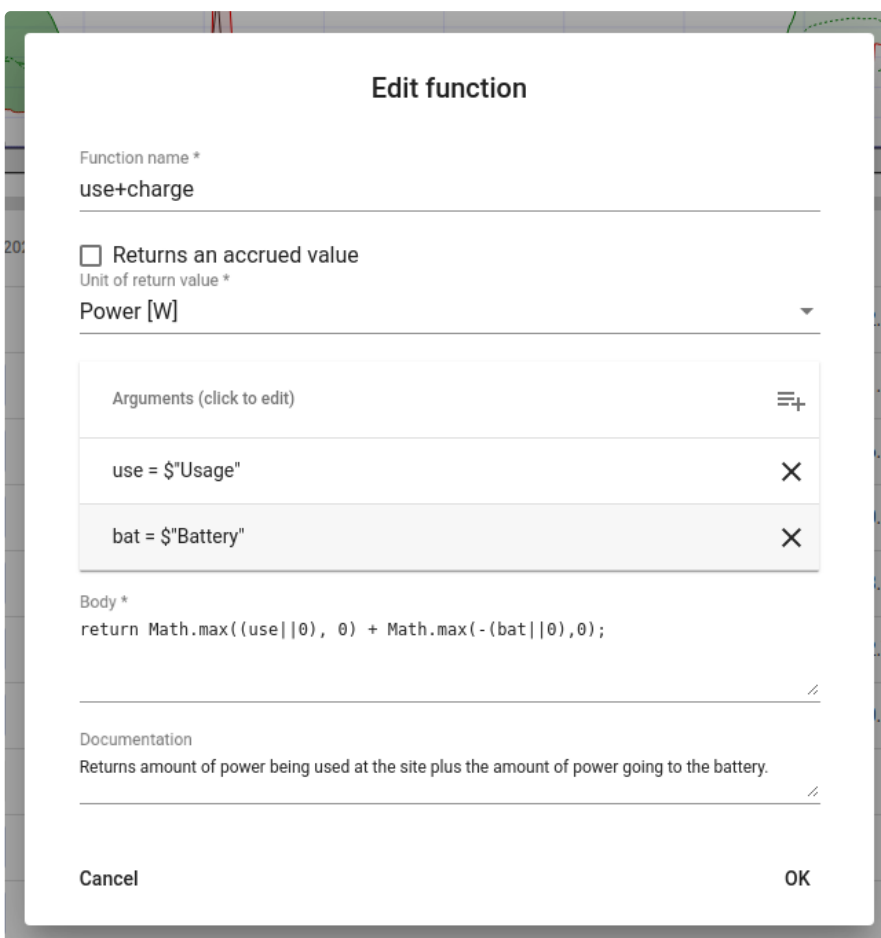 Edit function
Function name *
use+charge
Returns an accrued value
Unit of return value *
Power [W]
Arguments (click to edit)
use = $"Usage"
bat = $"Battery"
Body *
return Math.max((use||0), 0) + Math.max(-(bat||0),0);
Documentation
Returns amount of power being used at the site plus the amount of power going to the battery.
Cancel
OK